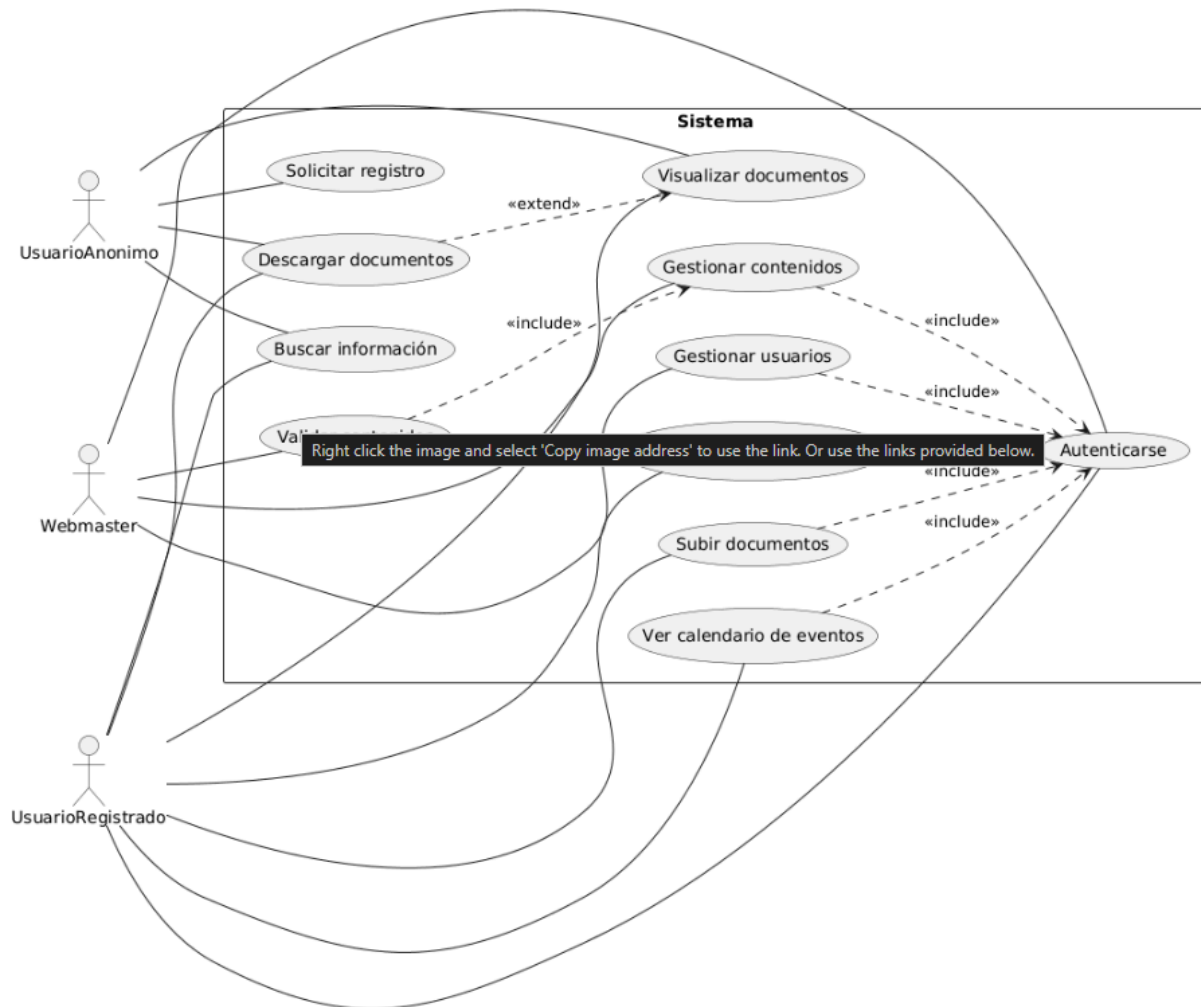 Sistema
Solicitar registro
Visualizar documentos
«extend»
UsuarioAnonimo
Descargar documentos
Gestionar contenidos
«include»
«include»
Buscar información
Gestionar usuarios
«include»
Right click the image and select 'Copy image address' to use the link. Or use the links provided below.
Autenticarse
«include»
Webmaster
«include»
Subir documentos
Ver calendario de eventos
UsuarioRegistrado